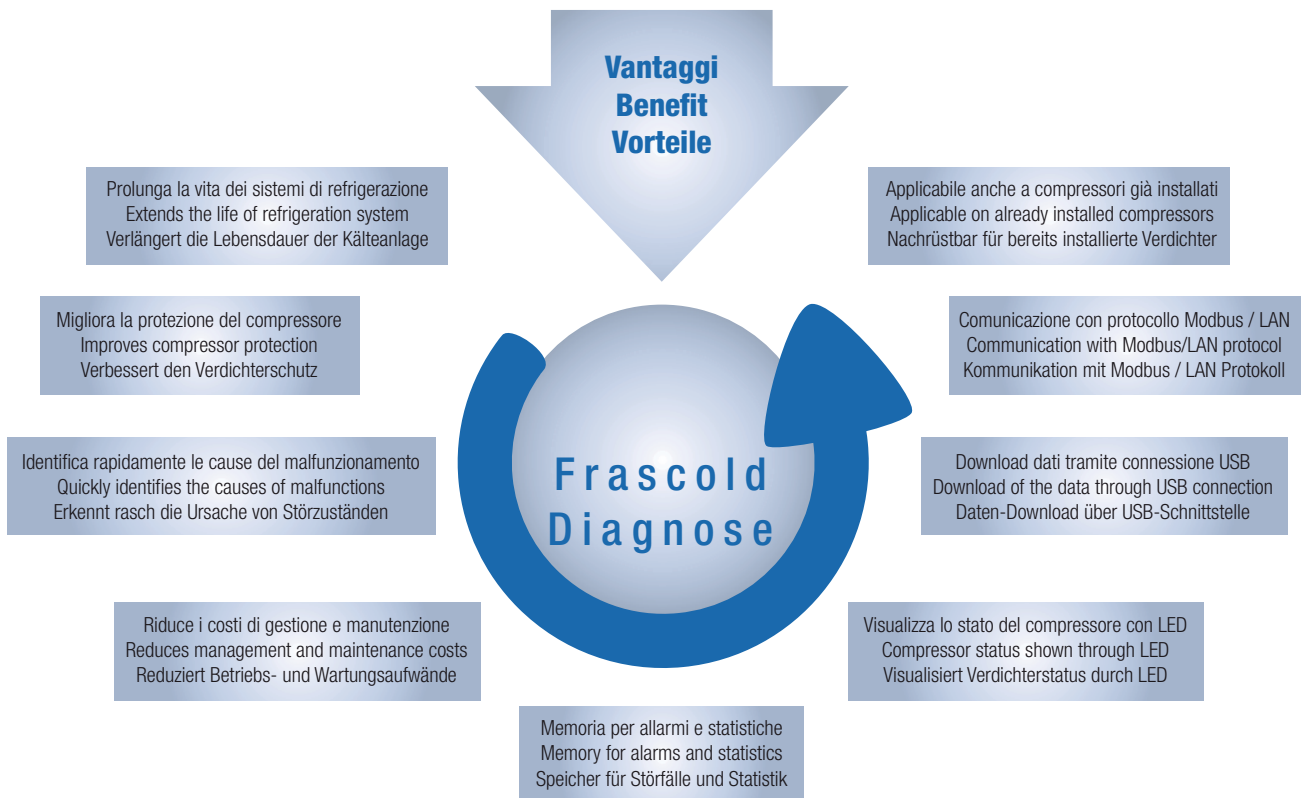 Vantaggi
Benefit
Vorteile
Prolunga la vita dei sistemi di refrigerazione
Extends the life of refrigeration system
Verlängert die Lebensdauer der Kälteanlage
Applicabile anche a compressori già installati
Applicable on already installed compressors
Nachrüstbar für bereits installierte Verdichter
Migliora la protezione del compressore
Improves compressor protection
Verbessert den Verdichterschutz
Comunicazione con protocollo Modbus / LAN
Communication with Modbus/LAN protocol
Kommunikation mit Modbus / LAN Protokoll
Identifica rapidamente le cause del malfunzionamento
Quickly identifies the causes of malfunctions
Erkennt rasch die Ursache von Störzuständen
Frascold
Diagnose
Download dati tramite connessione USB
Download of the data through USB connection
Daten-Download über USB-Schnittstelle
Riduce i costi di gestione e manutenzione
Reduces management and maintenance costs
Reduziert Betriebs- und Wartungsaufwände
Visualizza lo stato del compressore con LED
Compressor status shown through LED
Visualisiert Verdichterstatus durch LED
Memoria per allarmi e statistiche
Memory for alarms and statistics
Speicher für Störfälle und Statistik